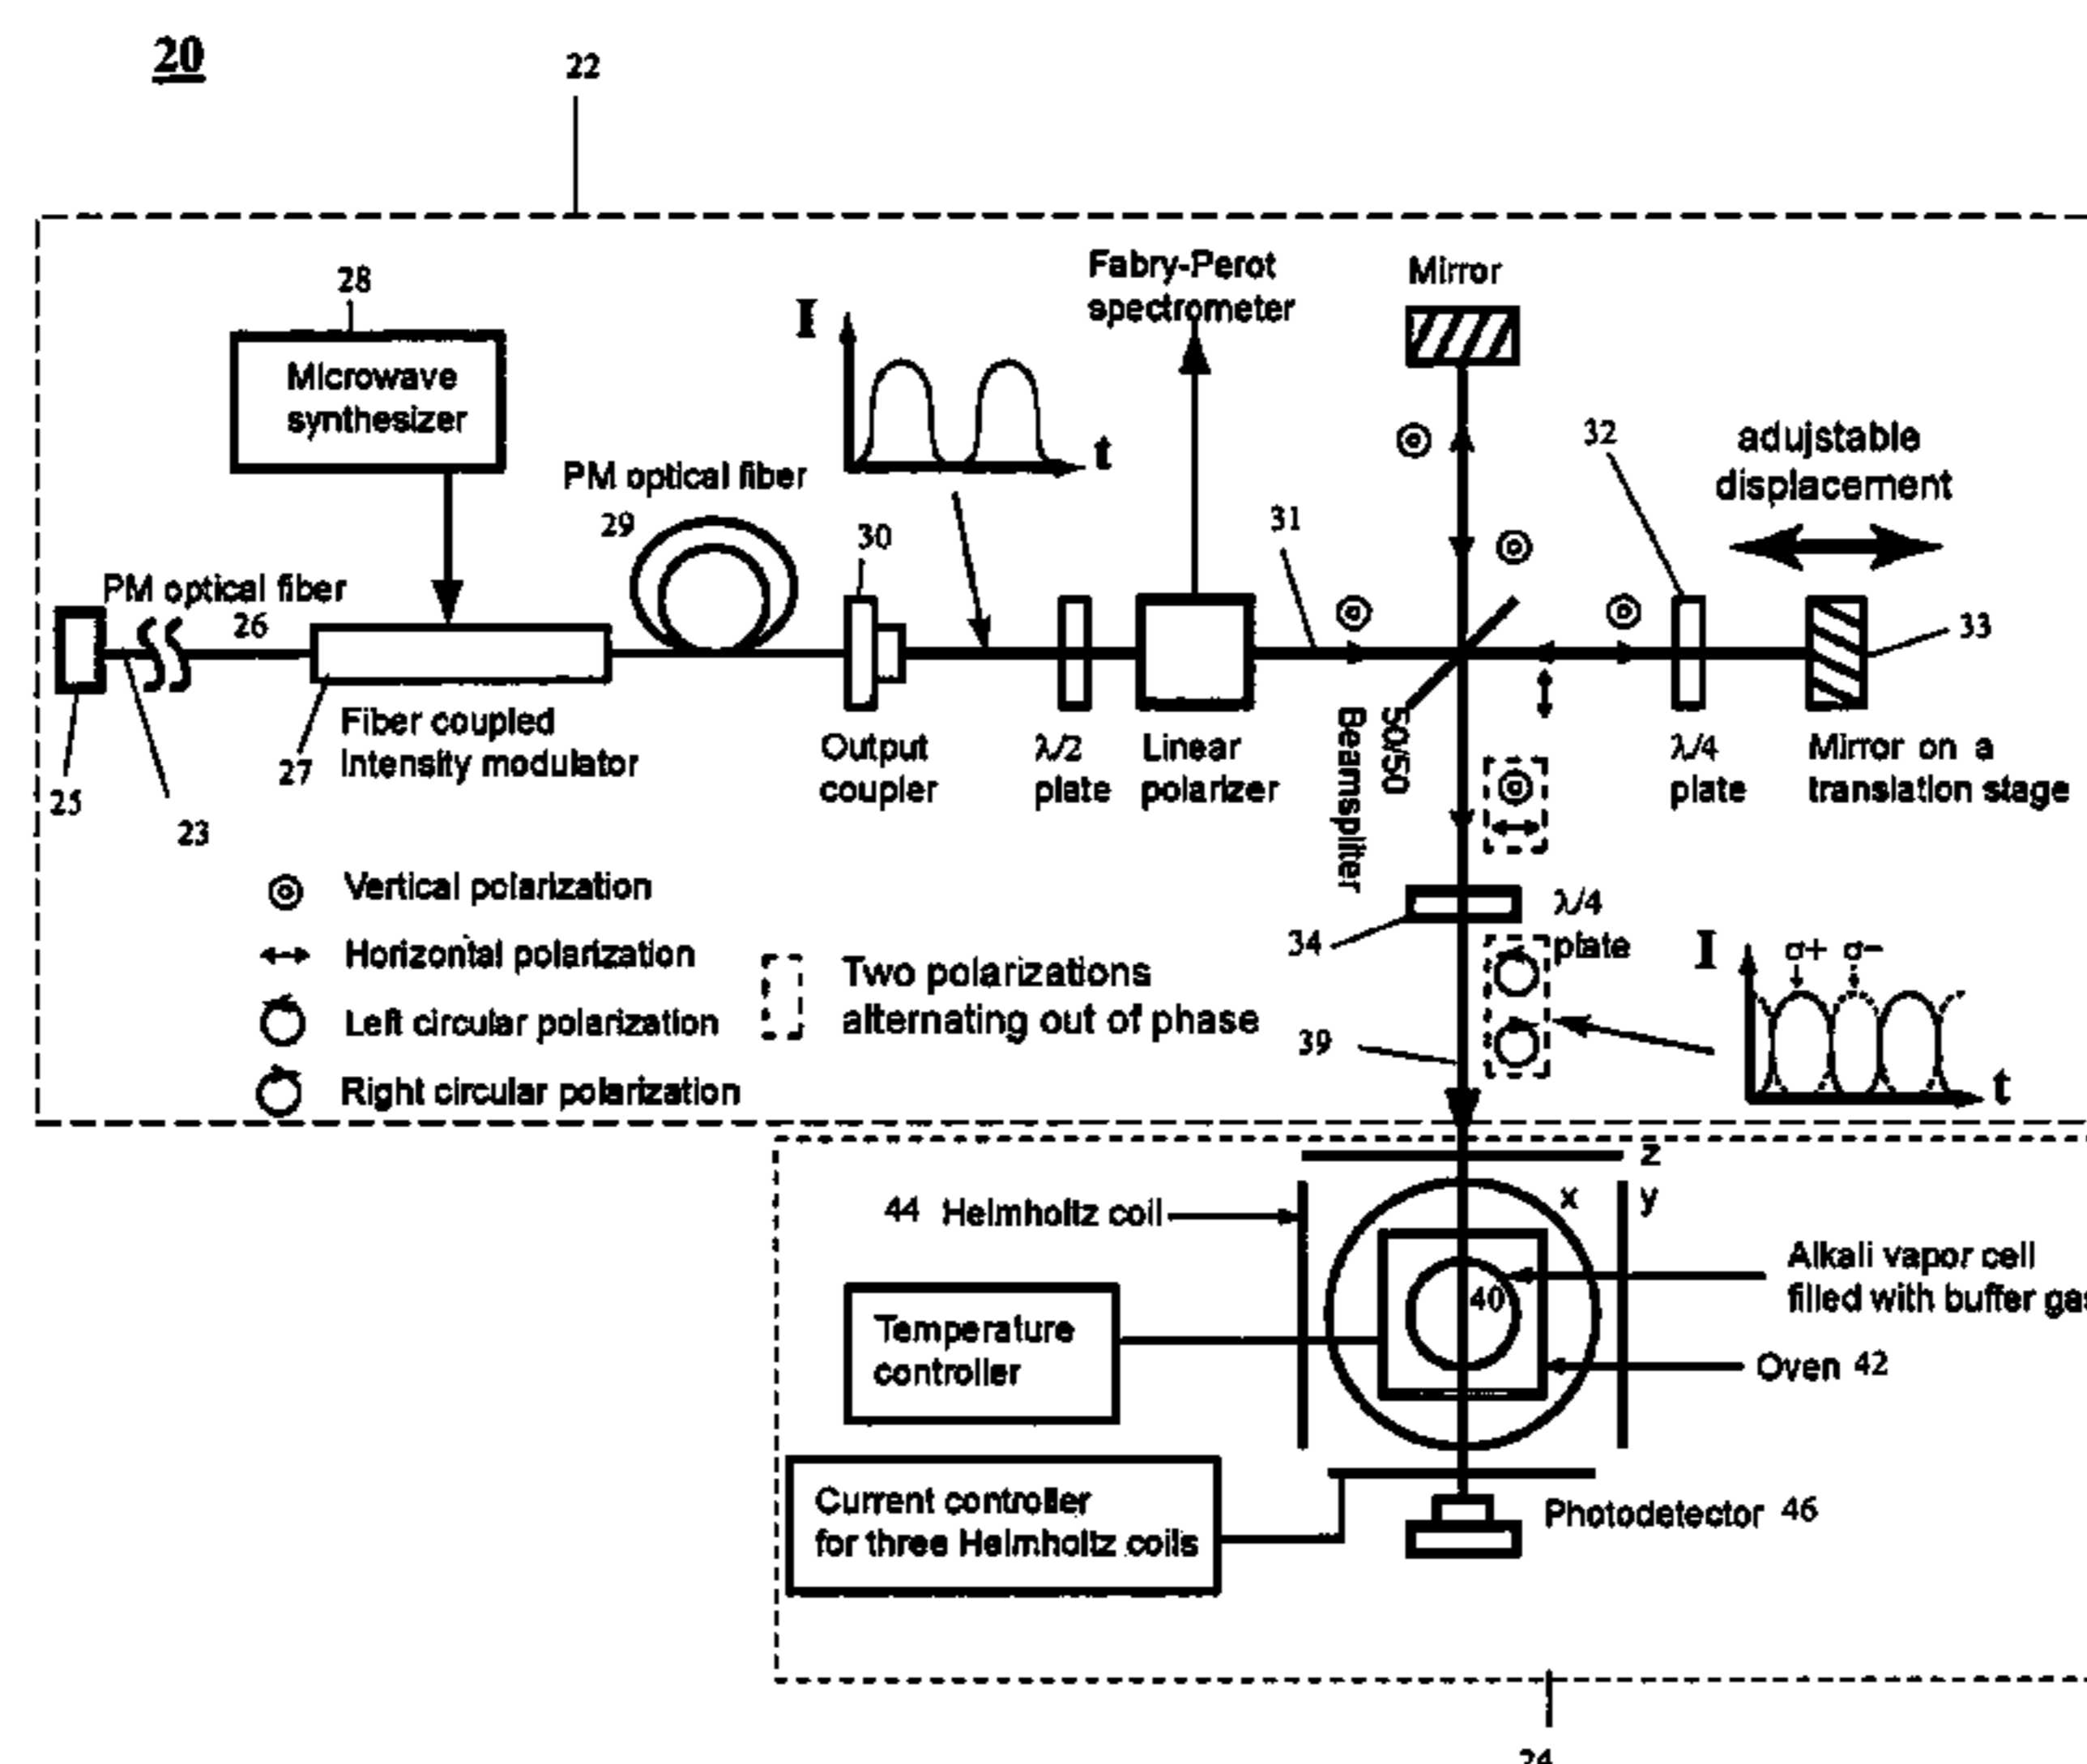 20
22
28
Microwave
synthesizer
I
t
Fabry-Perot
spectrometer
Mirror
32
adujstable
displacement
PM optical fiber
29
30
31
PM optical fiber
26
33
25
23
27
Fiber coupled
Intensity modulator
Output
coupler
λ/2
plate
Linear
polarizer
50/50
Beamspliter
λ/4
plate
Mirror on a
translation stage
Vertical polarization
Horizontal polarization
Left circular polarization
Right circular polarization
Two polarizations
alternating out of phase
34
λ/4
plate
39
I
σ+ σ-
t
z
x
y
44 Helmholtz coil
40
Alkali vapor cell
filled with buffer gas
Temperature
controller
Oven 42
Current controller
for three Helmholtz coils
Photodetector 46
24